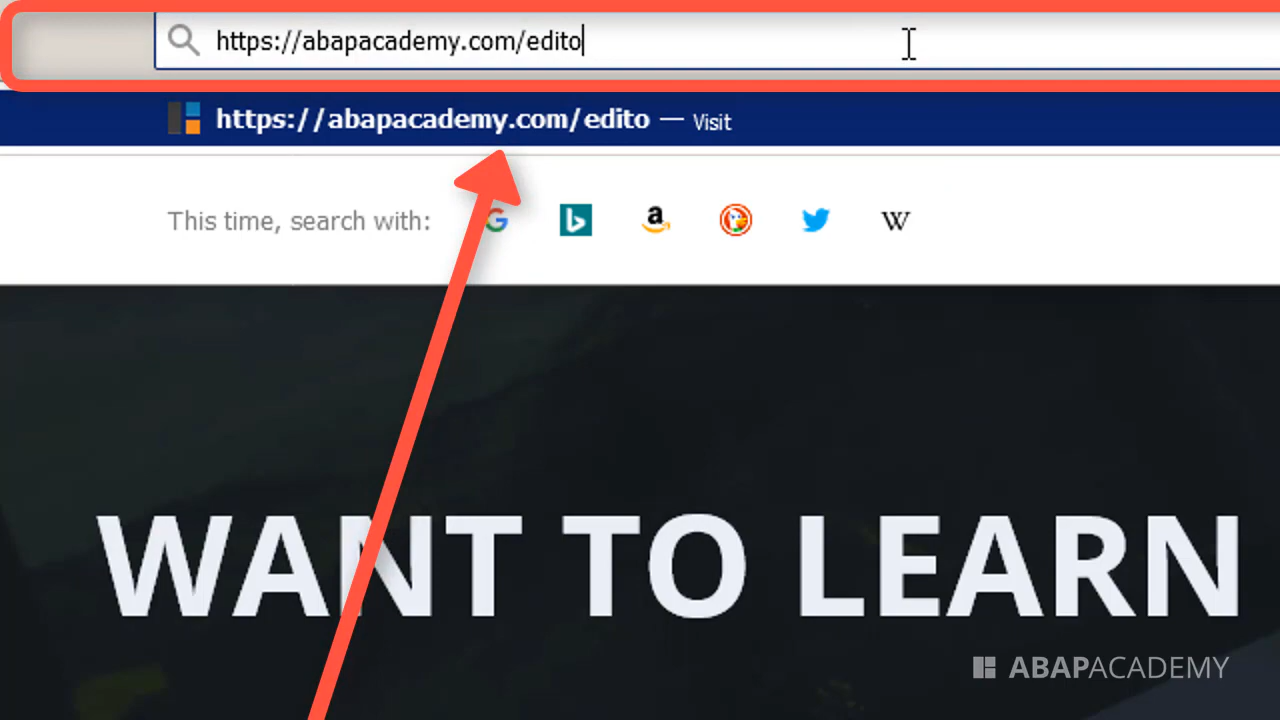 https://abapacademy.com/edito
https://abapacademy.com/edito — Visit
This time, search with:
WANT TO LEARN
ABAPACADEMY